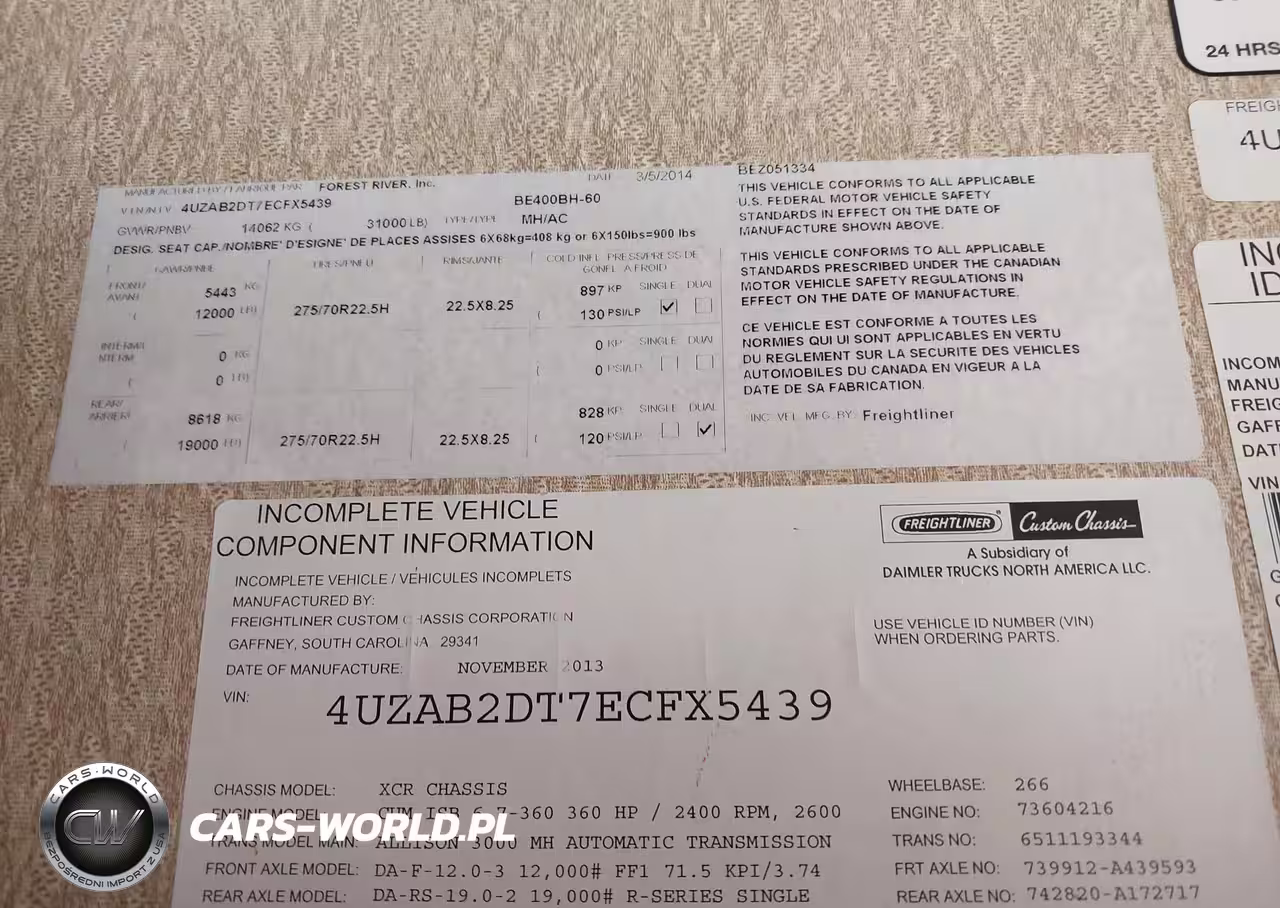 24 HRS
FREIG
4U
MANUFACTURED BY / FABRIQUE PAR FOREST RIVER, Inc. DATE 3/5/2014
VIN/NIV 4UZAB2DT7ECFX5439 BE400BH-60
GVWR/PNBV 14062 KG ( 31000 LB) TYPE/TYPE MH/AC
DESIG. SEAT CAP./NOMBRE' D'ESIGNE' DE PLACES ASSISES 6X68kg=408 kg or 6X150lbs=900 lbs
GAWR/PNBE TIRES/PNEU RIMS/JANTE COLD INFL PRESS/PRESS DE
GONFL A FROID
FRONT/
AVANT 5443 KG 275/70R22.5H 22.5X8.25 897 KP SINGLE DUAL
( 12000 LB) ( 130 PSI/LP
INTERM/
INTERM 0 KG 0 KP SINGLE DUAL
( 0 LB) ( 0 PSI/LP
REAR/
ARRIERE 8618 KG 828 KP SINGLE DUAL
( 19000 LB) 275/70R22.5H 22.5X8.25 ( 120 PSI/LP
BEZ051334
THIS VEHICLE CONFORMS TO ALL APPLICABLE
U.S. FEDERAL MOTOR VEHICLE SAFETY
STANDARDS IN EFFECT ON THE DATE OF
MANUFACTURE SHOWN ABOVE.
THIS VEHICLE CONFORMS TO ALL APPLICABLE
STANDARDS PRESCRIBED UNDER THE CANADIAN
MOTOR VEHICLE SAFETY REGULATIONS IN
EFFECT ON THE DATE OF MANUFACTURE.
CE VEHICLE EST CONFORME A TOUTES LES
NORMIES QUI UI SONT APPLICABLES EN VERTU
DU REGLEMENT SUR LA SECURITE DES VEHICLES
AUTOMOBILES DU CANADA EN VIGEUR A LA
DATE DE SA FABRICATION.
INC. VEL. MFG. BY: Freightliner
IN
ID
INCOM
MANU
FREIG
GAFF
DAT
VIN
INCOMPLETE VEHICLE
COMPONENT INFORMATION
INCOMPLETE VEHICLE / VEHICULES INCOMPLETS
MANUFACTURED BY:
FREIGHTLINER CUSTOM CHASSIS CORPORATION
GAFFNEY, SOUTH CAROLINA 29341
DATE OF MANUFACTURE: NOVEMBER 2013
VIN:
4UZAB2DT7ECFX5439
FREIGHTLINER® Custom Chassis
A Subsidiary of
DAIMLER TRUCKS NORTH AMERICA LLC.
USE VEHICLE ID NUMBER (VIN)
WHEN ORDERING PARTS.
CHASSIS MODEL: XCR CHASSIS
ENGINE MODEL: CUM ISB 6.7-360 360 HP / 2400 RPM, 2600
TRANS MODEL MAIN: ALLISON 3000 MH AUTOMATIC TRANSMISSION
FRONT AXLE MODEL: DA-F-12.0-3 12,000# FF1 71.5 KPI/3.74
REAR AXLE MODEL: DA-RS-19.0-2 19,000# R-SERIES SINGLE
WHEELBASE: 266
ENGINE NO: 73604216
TRANS NO: 6511193344
FRT AXLE NO: 739912-A439593
REAR AXLE NO: 742820-A172717
CARS-WORLD
CW
BEZPOŚREDNI IMPORT Z USA
CARS-WORLD.PL